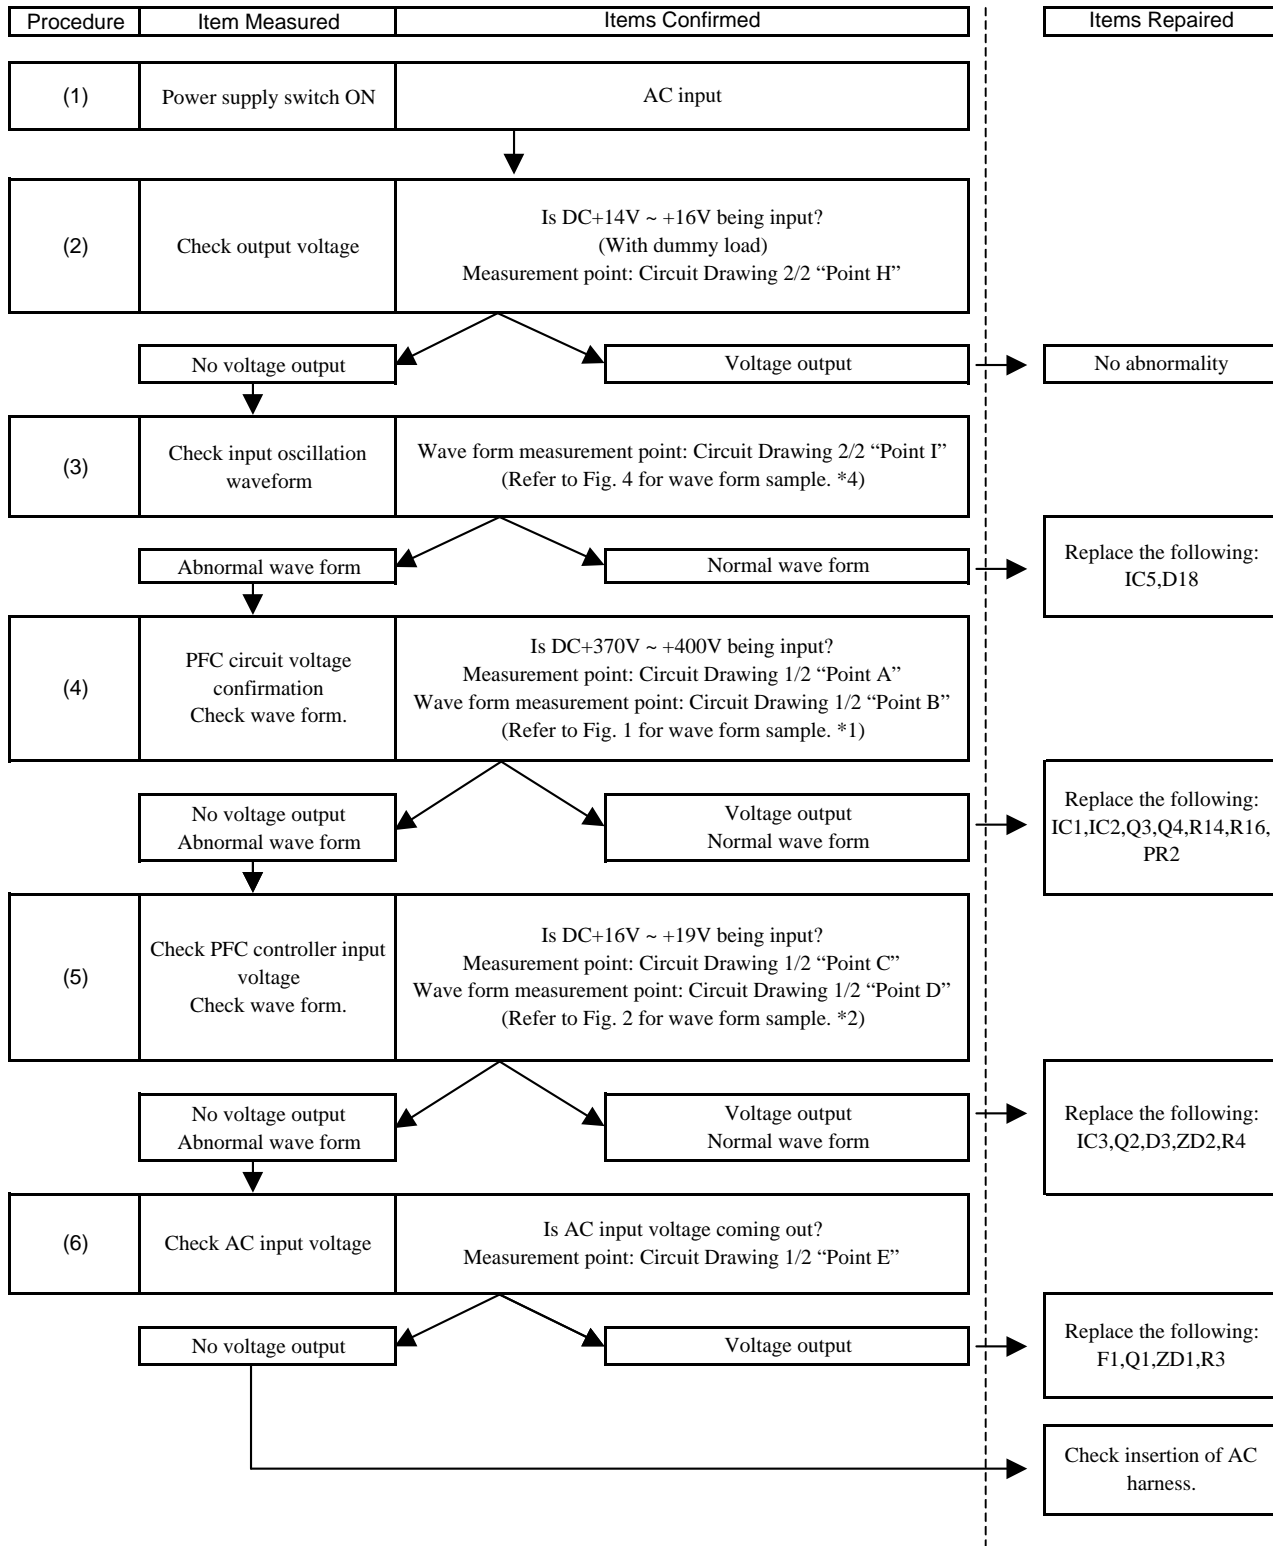 Procedure
Item Measured
Items Confirmed
Items Repaired
(1)
Power supply switch ON
AC input
(2)
Check output voltage
Is DC+14V ~ +16V being input?
(With dummy load)
Measurement point: Circuit Drawing 2/2 “Point H”
No voltage output
Voltage output
No abnormality
(3)
Check input oscillation
waveform
Wave form measurement point: Circuit Drawing 2/2 “Point I”
(Refer to Fig. 4 for wave form sample. *4)
Abnormal wave form
Normal wave form
Replace the following:
IC5,D18
(4)
PFC circuit voltage
confirmation
Check wave form.
Is DC+370V ~ +400V being input?
Measurement point: Circuit Drawing 1/2 “Point A”
Wave form measurement point: Circuit Drawing 1/2 “Point B”
(Refer to Fig. 1 for wave form sample. *1)
No voltage output
Abnormal wave form
Voltage output
Normal wave form
Replace the following:
IC1,IC2,Q3,Q4,R14,R16,
PR2
(5)
Check PFC controller input
voltage
Check wave form.
Is DC+16V ~ +19V being input?
Measurement point: Circuit Drawing 1/2 “Point C”
Wave form measurement point: Circuit Drawing 1/2 “Point D”
(Refer to Fig. 2 for wave form sample. *2)
No voltage output
Abnormal wave form
Voltage output
Normal wave form
Replace the following:
IC3,Q2,D3,ZD2,R4
(6)
Check AC input voltage
Is AC input voltage coming out?
Measurement point: Circuit Drawing 1/2 “Point E”
No voltage output
Voltage output
Replace the following:
F1,Q1,ZD1,R3
Check insertion of AC
harness.